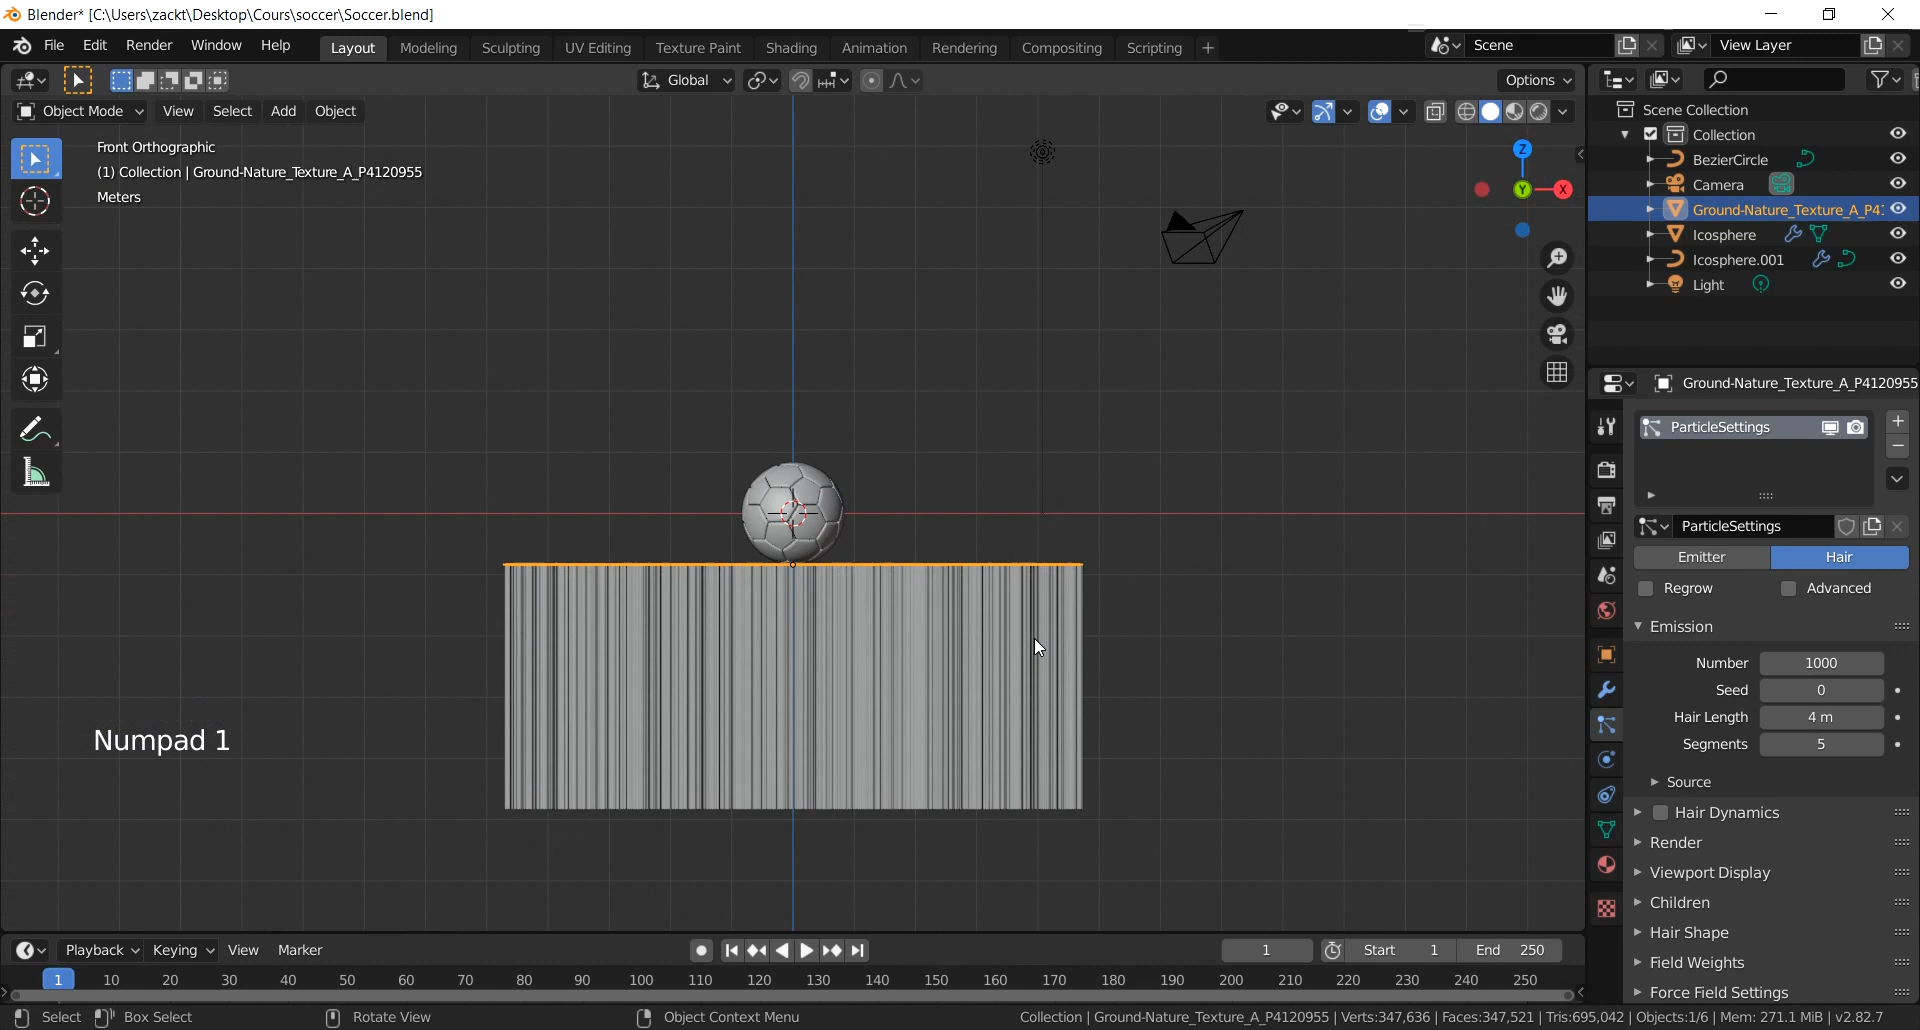 Blender* [C:\Users\zackt\Desktop\Cours\soccer\Soccer.blend]
File Edit Render Window Help
Layout Modeling Sculpting UV Editing Texture Paint Shading Animation Rendering Compositing Scripting +
Scene View Layer
Global Options
Object Mode View Select Add Object
Front Orthographic
(1) Collection | Ground-Nature_Texture_A_P4120955
Meters
Z
Y
X
Numpad 1
Scene Collection
Collection
BezierCircle
Camera
Ground-Nature_Texture_A_P4
Icosphere
Icosphere.001
Light
Ground-Nature_Texture_A_P4120955
ParticleSettings
ParticleSettings
Emitter Hair
Regrow Advanced
Emission
Number 1000
Seed 0
Hair Length 4 m
Segments 5
Source
Hair Dynamics
Render
Viewport Display
Children
Hair Shape
Field Weights
Force Field Settings
Playback Keying View Marker 1 Start 1 End 250
1 10 20 30 40 50 60 70 80 90 100 110 120 130 140 150 160 170 180 190 200 210 220 230 240 250
Select Box Select Rotate View Object Context Menu Collection | Ground-Nature_Texture_A_P4120955 | Verts:347,636 | Faces:347,521 | Tris:695,042 | Objects:1/6 | Mem: 271.1 MiB | v2.82.7